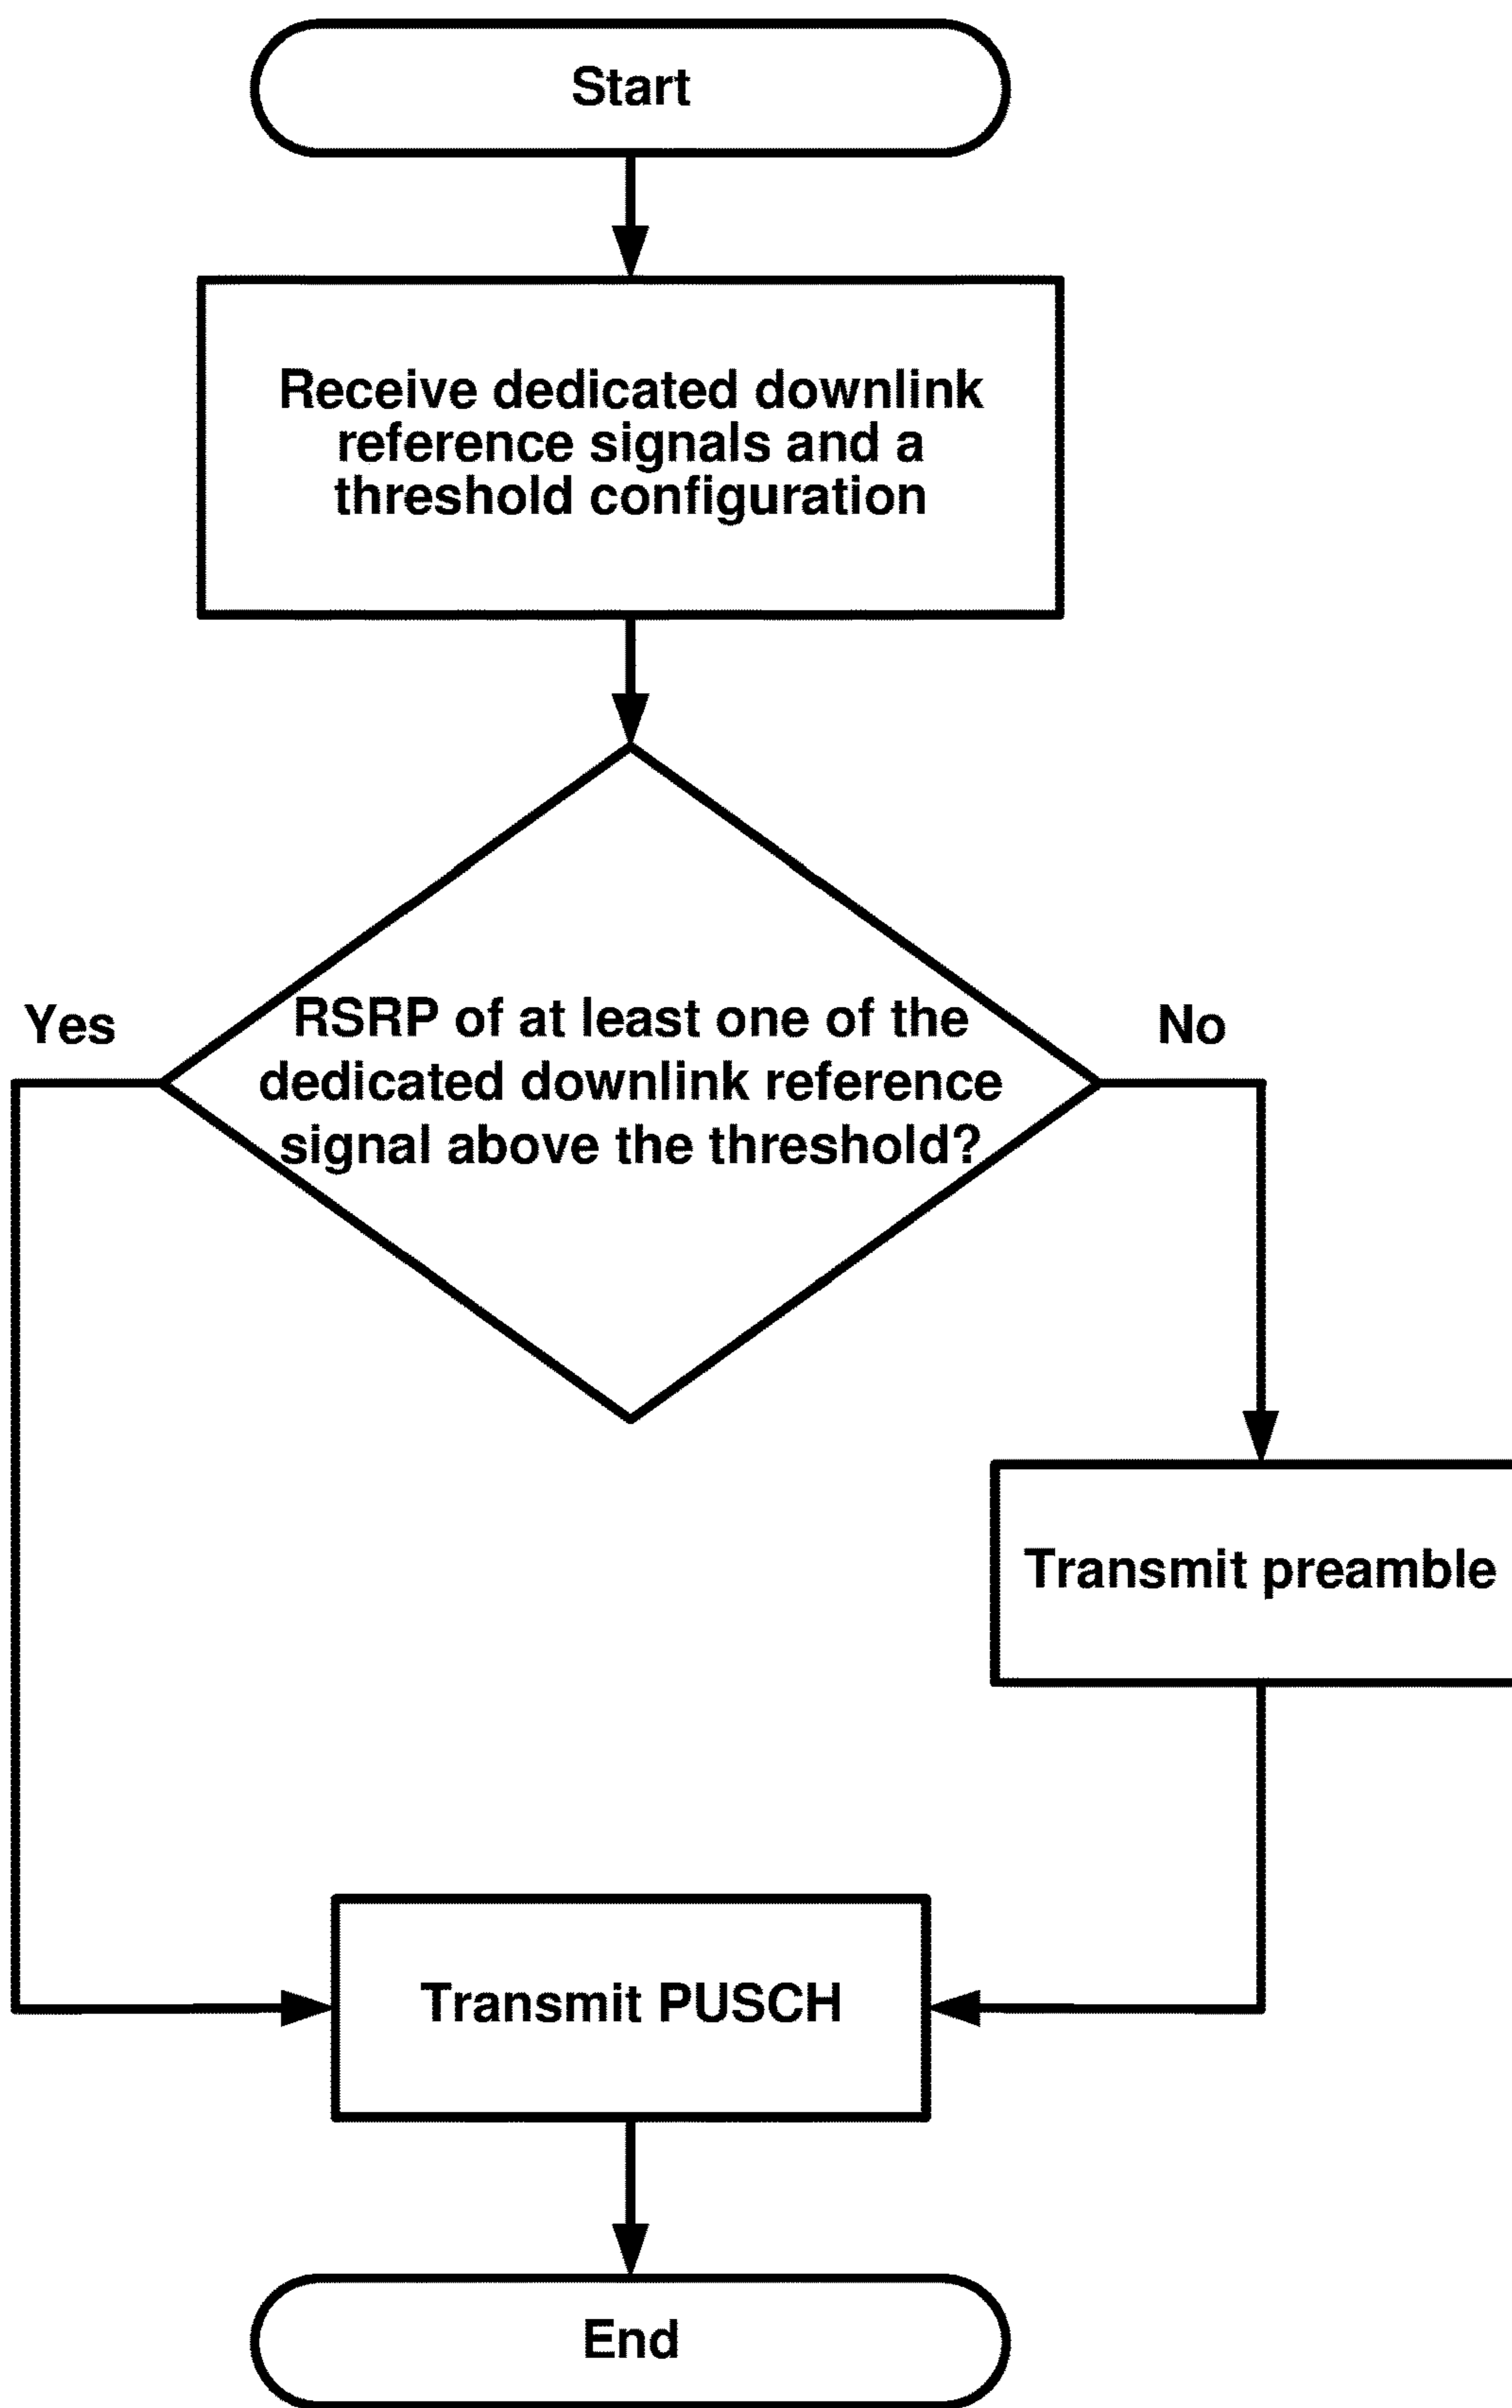 Start
Receive dedicated downlink
reference signals and a
threshold configuration
Yes
RSRP of at least one of the
dedicated downlink reference
signal above the threshold?
No
Transmit preamble
Transmit PUSCH
End